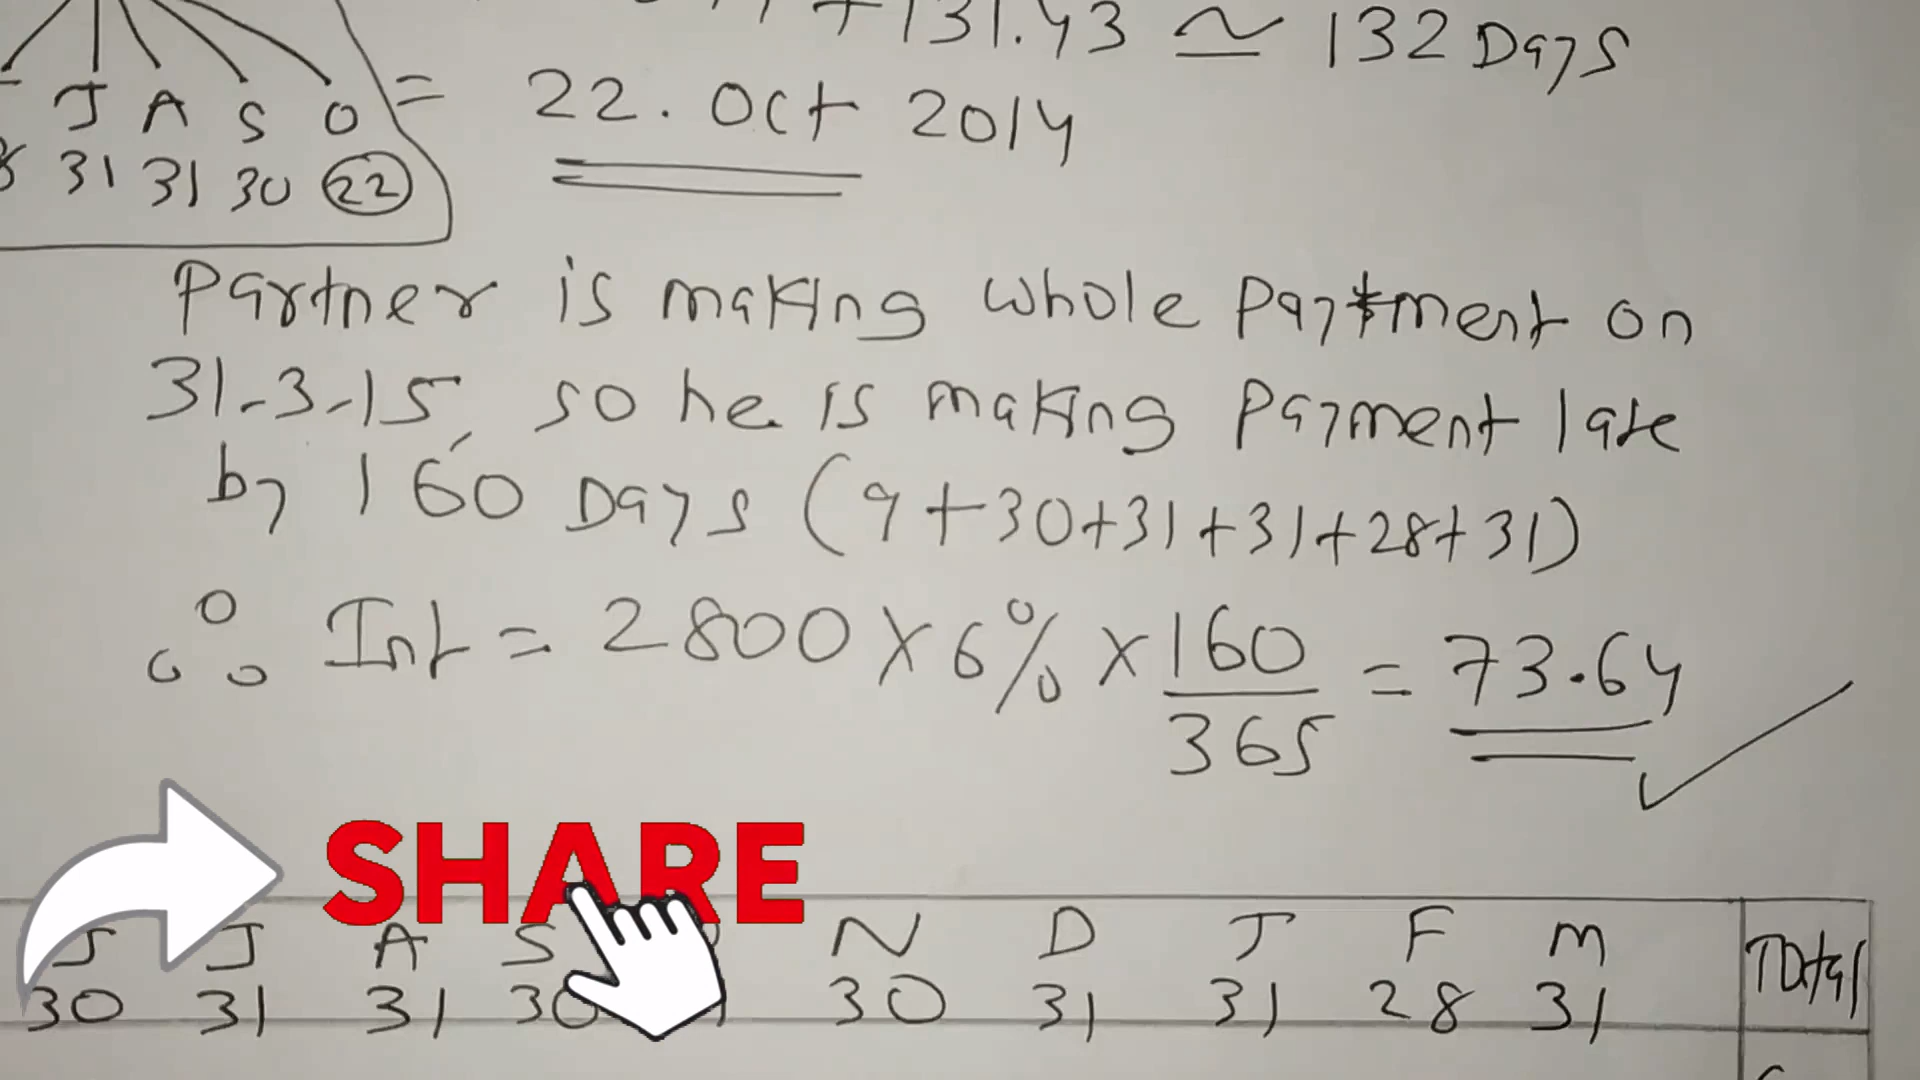 + 131.43 ≃ 132 Days
J A S O = 22. Oct 2014
31 31 30 22
Partner is making whole Payment on
31-3-15, so he is making Payment late
by 160 Days (9+30+31+31+28+31)
∴ Int = 2800 X 6% X 160/365 = 73.64
SHARE
J J A S N D J F M Total
30 31 31 30 30 31 31 28 31